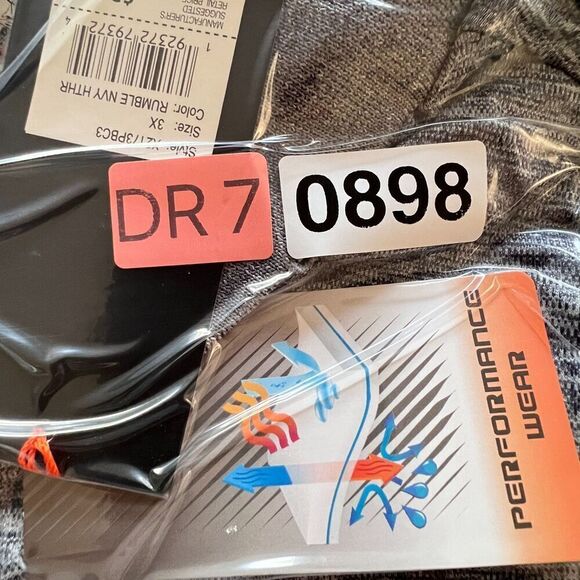 MANUFACTURER'S
SUGGESTED
RETAIL PRICE
1 92372 79372 4
Size: 3X
Color: RUMBLE NVY HTHR
DR 7
0898
PERFORMANCE
WEAR